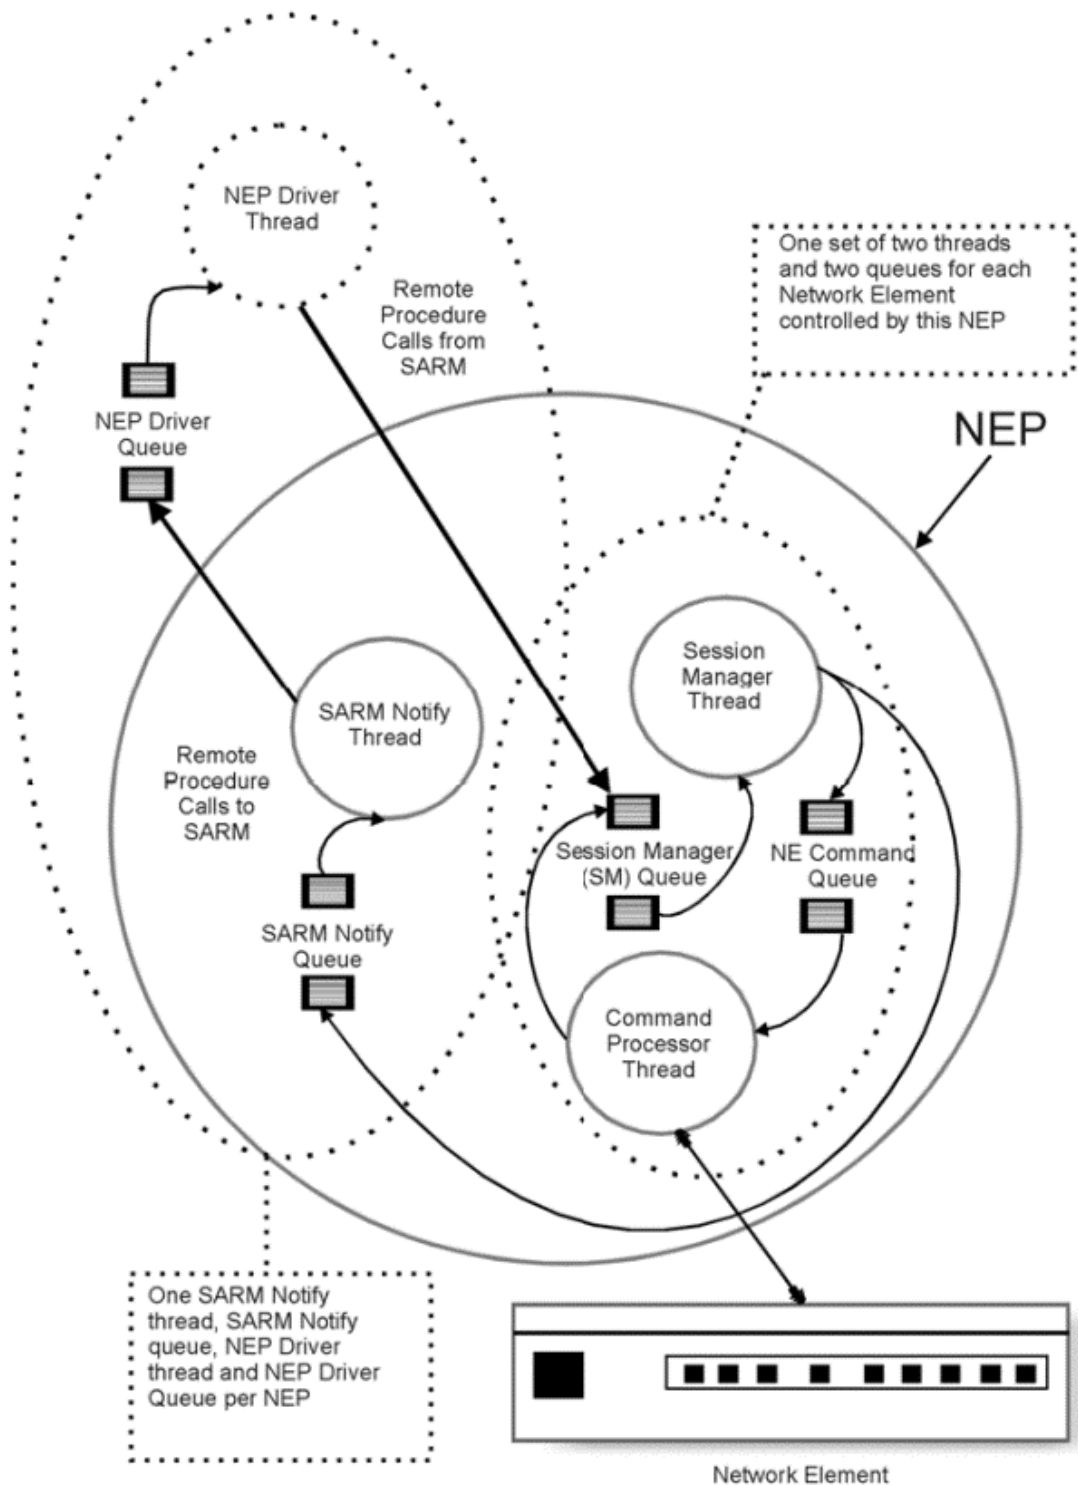 NEP Driver
Thread
Remote
Procedure
Calls from
SARM
One set of two threads
and two queues for each
Network Element
controlled by this NEP
NEP Driver
Queue
NEP
Session
Manager
Thread
SARM Notify
Thread
Remote
Procedure
Calls to
SARM
Session Manager
(SM) Queue
NE Command
Queue
SARM Notify
Queue
Command
Processor
Thread
One SARM Notify
thread, SARM Notify
queue, NEP Driver
thread and NEP Driver
Queue per NEP
Network Element